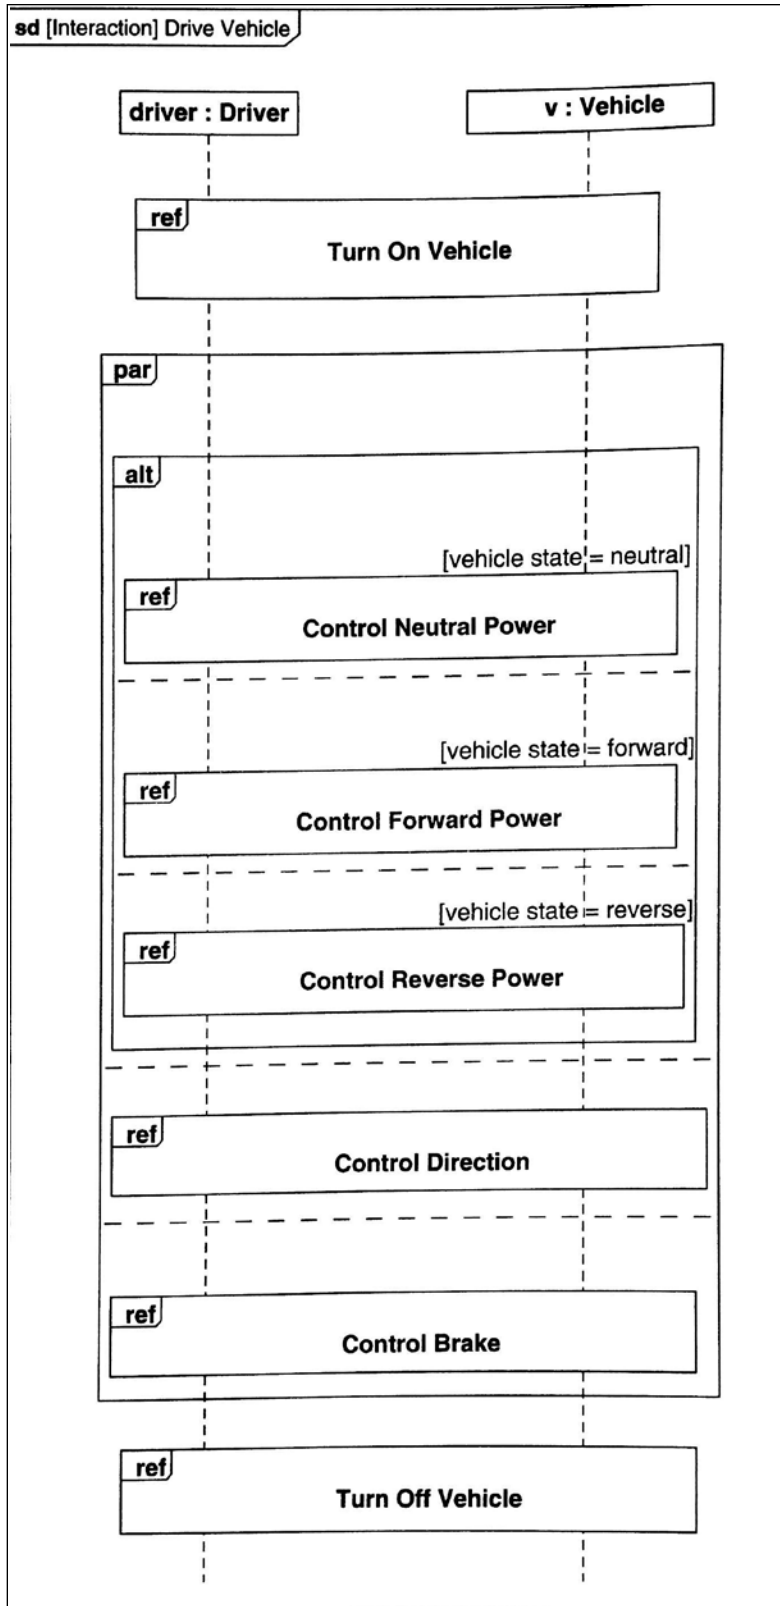 sd [Interaction] Drive Vehicle
driver : Driver
v : Vehicle
ref
Turn On Vehicle
par
alt
[vehicle state = neutral]
ref
Control Neutral Power
[vehicle state = forward]
ref
Control Forward Power
[vehicle state = reverse]
ref
Control Reverse Power
ref
Control Direction
ref
Control Brake
ref
Turn Off Vehicle